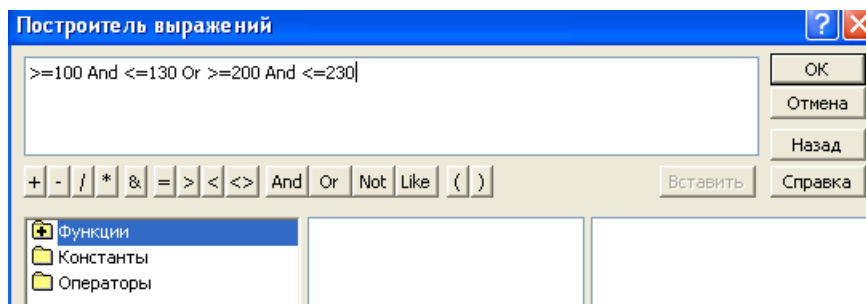 Построитель выражений
>=100 And <=130 Or >=200 And <=230
ОК
Отмена
Назад
+ - / * & = > < <> And Or Not Like ( ) Вставить Справка
Функции
Константы
Операторы